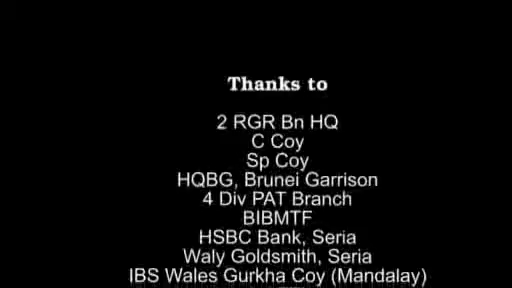 Thanks to
2 RGR Bn HQ
C Coy
Sp Coy
HQBG, Brunei Garrison
4 Div PAT Branch
BIBMTF
HSBC Bank, Seria
Waly Goldsmith, Seria
IBS Wales Gurkha Coy (Mandalay)